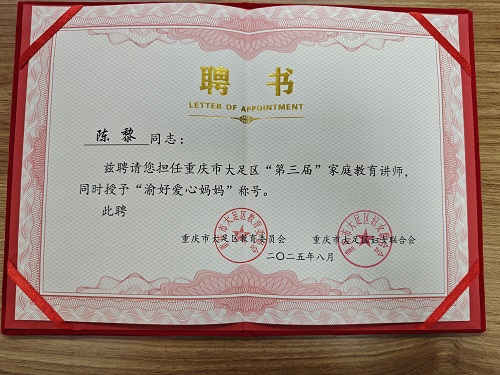 聘书
LETTER OF APPOINTMENT
陈黎同志：
兹聘请您担任重庆市大足区“第三届”家庭教育讲师，
同时授予“渝好爱心妈妈”称号。
此聘
重庆市大足区教育委员会 重庆市大足区妇女联合会
二〇二五年八月